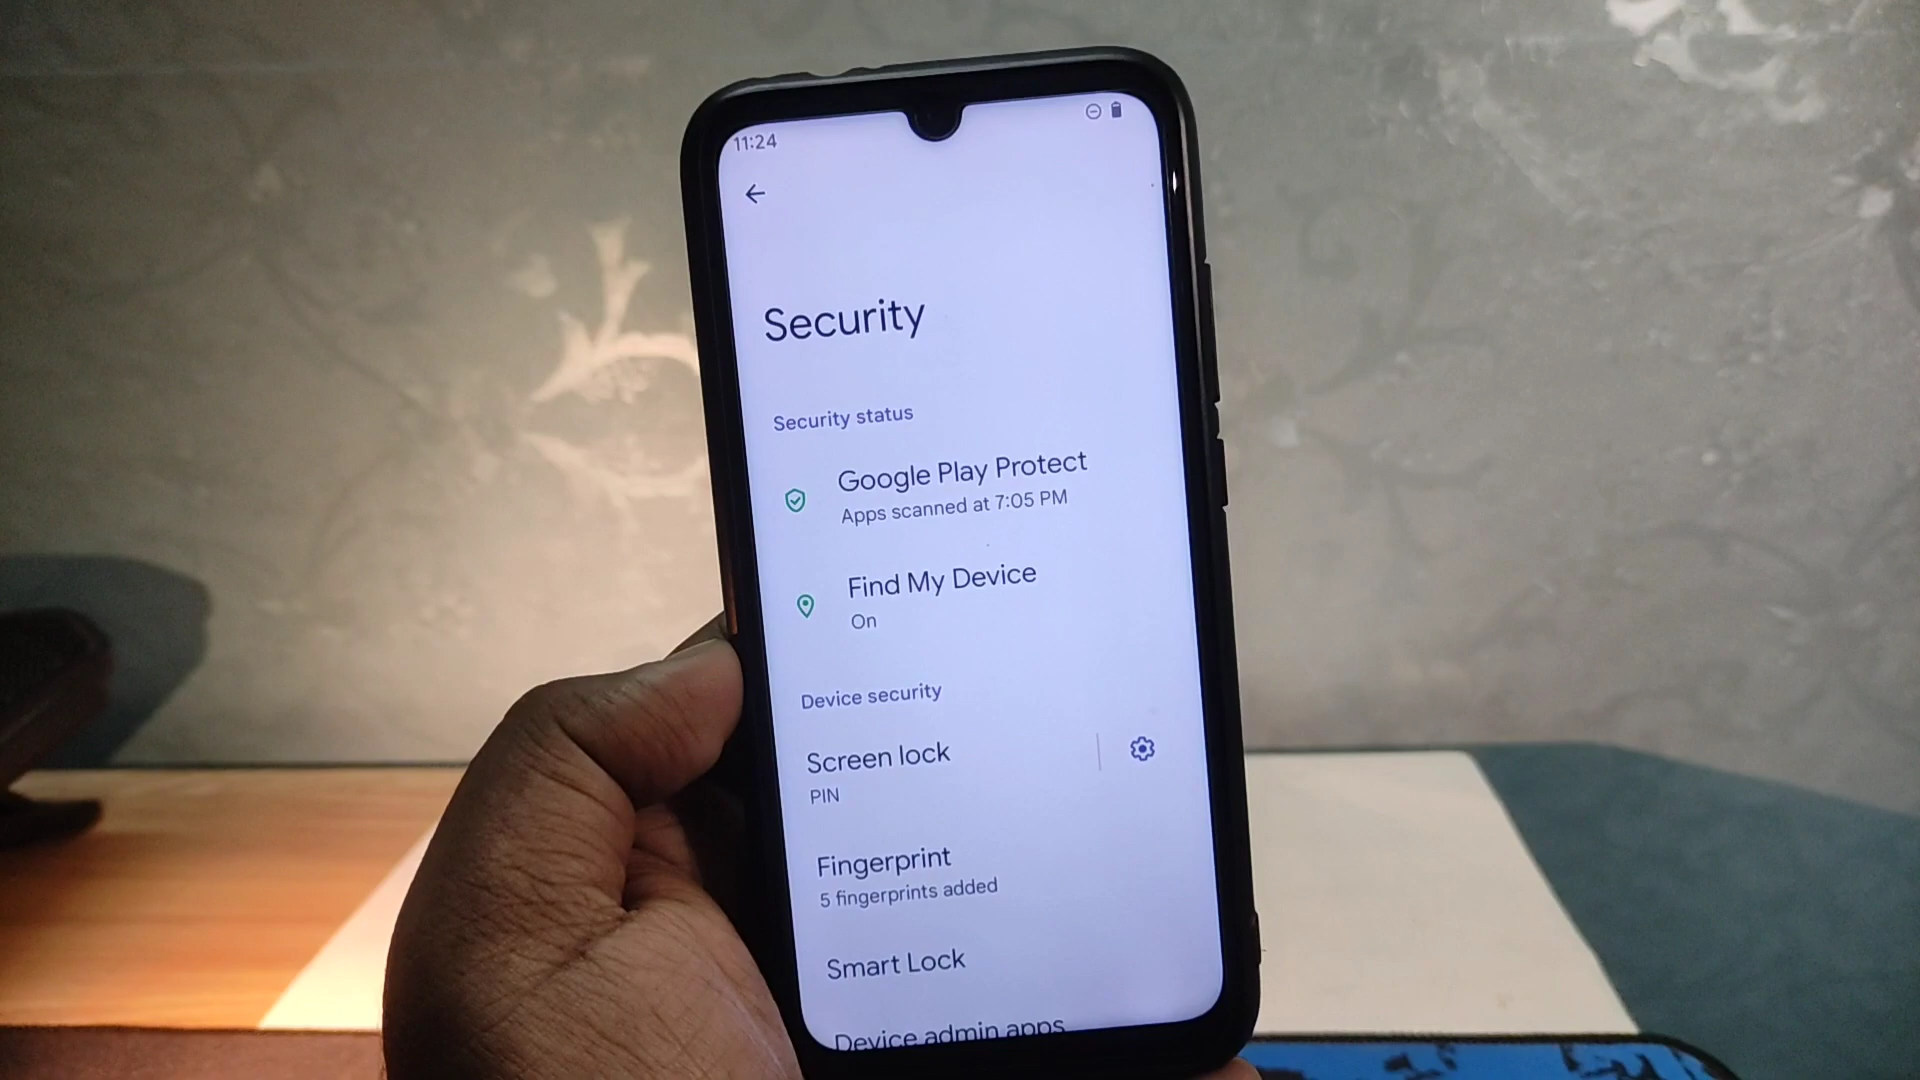 11:24
Security
Security status
Google Play Protect
Apps scanned at 7:05 PM
Find My Device
On
Device security
Screen lock
PIN
Fingerprint
5 fingerprints added
Smart Lock
Device admin apps